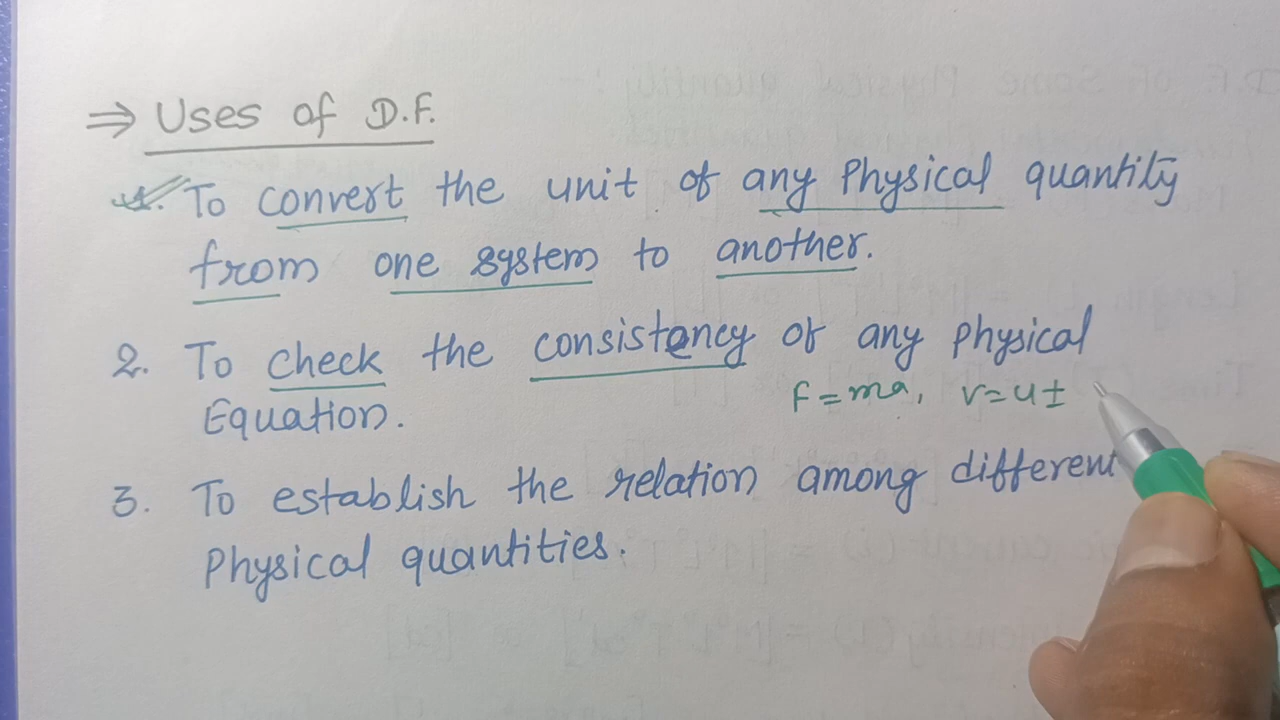 ⇒ Uses of D.F.
1. To convert the unit of any Physical quantity
from one system to another.
2. To check the consistency of any physical
F = ma, v = u ±
Equation.
3. To establish the relation among different
Physical quantities.